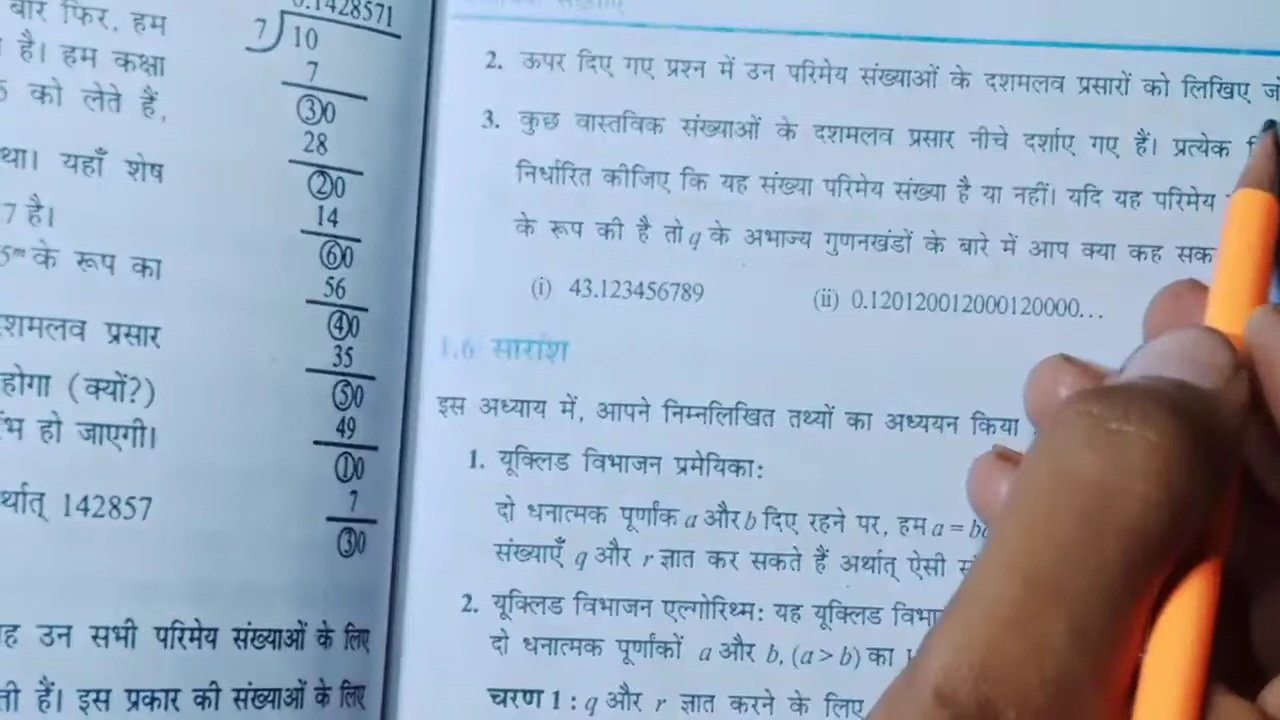 बार फिर, हम
है। हम कक्षा
को लेते हैं,
था। यहाँ शेष
7 है।
के रूप का
दशमलव प्रसार
होगा (क्यों?)
हो जाएगी।
142857
उन सभी परिमेय संख्याओं के लिए
हैं। इस प्रकार की संख्याओं के लिए
0.1428571
7 10
7
30
28
20
14
60
56
40
35
50
49
10
7
30
2. ऊपर दिए गए प्रश्न में उन परिमेय संख्याओं के दशमलव प्रसारों को लिखिए
3. कुछ वास्तविक संख्याओं के दशमलव प्रसार नीचे दर्शाए गए हैं। प्रत्येक
निर्धारित कीजिए कि यह संख्या परिमेय संख्या है या नहीं। यदि यह परिमेय
के रूप की है तो q के अभाज्य गुणनखंडों के बारे में आप क्या कह
(i) 43.123456789 (ii) 0.120120012000120000...
1.6 सारांश
इस अध्याय में, आपने निम्नलिखित तथ्यों का अध्ययन किया
1. यूक्लिड विभाजन प्रमेयिका:
दो धनात्मक पूर्णांक a और b दिए रहने पर, हम a =
संख्याएँ q और r ज्ञात कर सकते हैं अर्थात् ऐसी
2. यूक्लिड विभाजन एल्गोरिथ्म: यह यूक्लिड
दो धनात्मक पूर्णांकों a और b, (a > b) का
चरण 1 : q और r ज्ञात करने के लिए